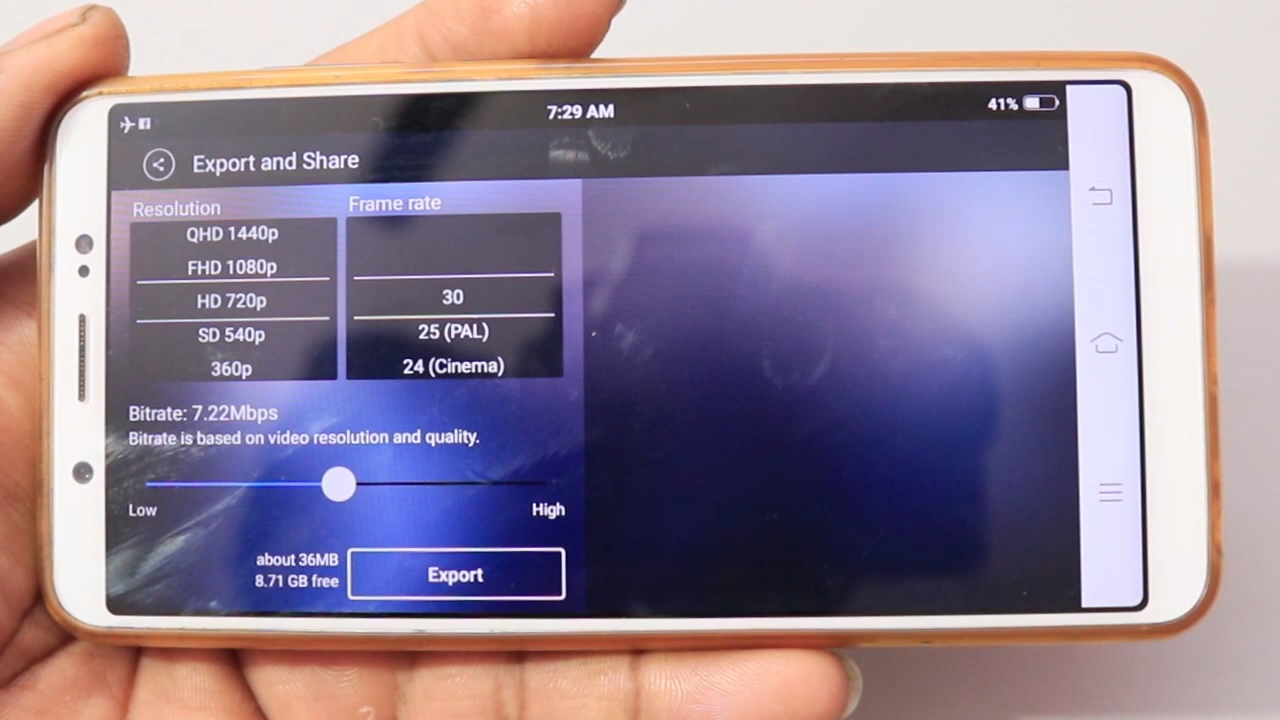 7:29 AM
41%
Export and Share
Resolution
QHD 1440p
FHD 1080p
HD 720p
SD 540p
360p
Frame rate
30
25 (PAL)
24 (Cinema)
Bitrate: 7.22Mbps
Bitrate is based on video resolution and quality.
Low
High
about 36MB
8.71 GB free
Export